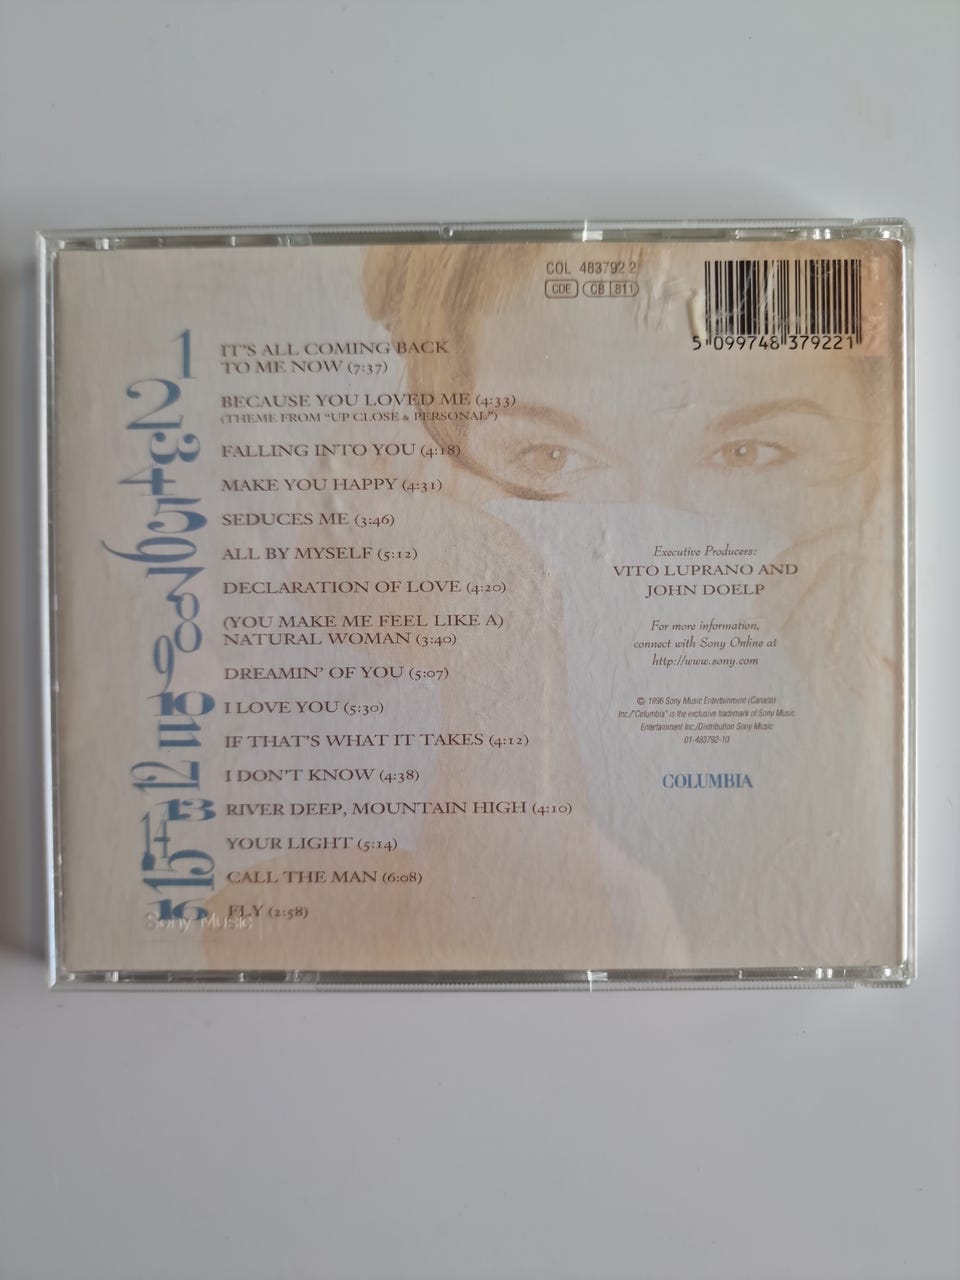 COL 483792 2
CDE CB 811
5 099748 379221
1 IT'S ALL COMING BACK
TO ME NOW (7:37)
2 BECAUSE YOU LOVED ME (4:33)
(THEME FROM "UP CLOSE & PERSONAL")
3 FALLING INTO YOU (4:18)
4 MAKE YOU HAPPY (4:31)
5 SEDUCES ME (3:46)
6 ALL BY MYSELF (5:12)
7 DECLARATION OF LOVE (4:20)
8 (YOU MAKE ME FEEL LIKE A)
NATURAL WOMAN (3:40)
9 DREAMIN' OF YOU (5:07)
10 I LOVE YOU (5:30)
11 IF THAT'S WHAT IT TAKES (4:12)
12 I DON'T KNOW (4:38)
13 RIVER DEEP, MOUNTAIN HIGH (4:10)
14 YOUR LIGHT (5:14)
15 CALL THE MAN (6:08)
16 FLY (2:58)
Sony Music
Executive Producers:
VITO LUPRANO AND
JOHN DOELP
For more information,
connect with Sony Online at
http://www.sony.com
© 1996 Sony Music Entertainment (Canada)
Inc./"Columbia" is the exclusive trademark of Sony Music
Entertainment Inc./Distribution Sony Music
01-483792-10
COLUMBIA